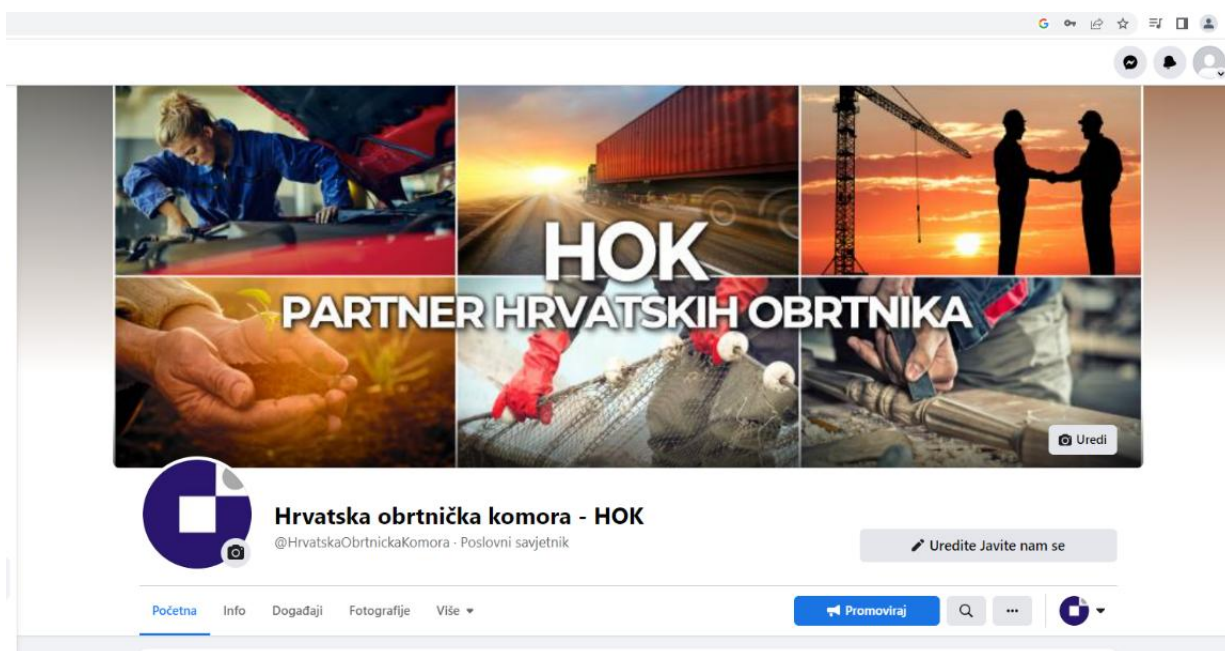 HOK
PARTNER HRVATSKIH OBRTNIKA
Uredi
Hrvatska obrtnička komora - HOK
@HrvatskaObrtnickaKomora · Poslovni savjetnik
Uredite Javite nam se
Početna Info Događaji Fotografije Više
Promoviraj